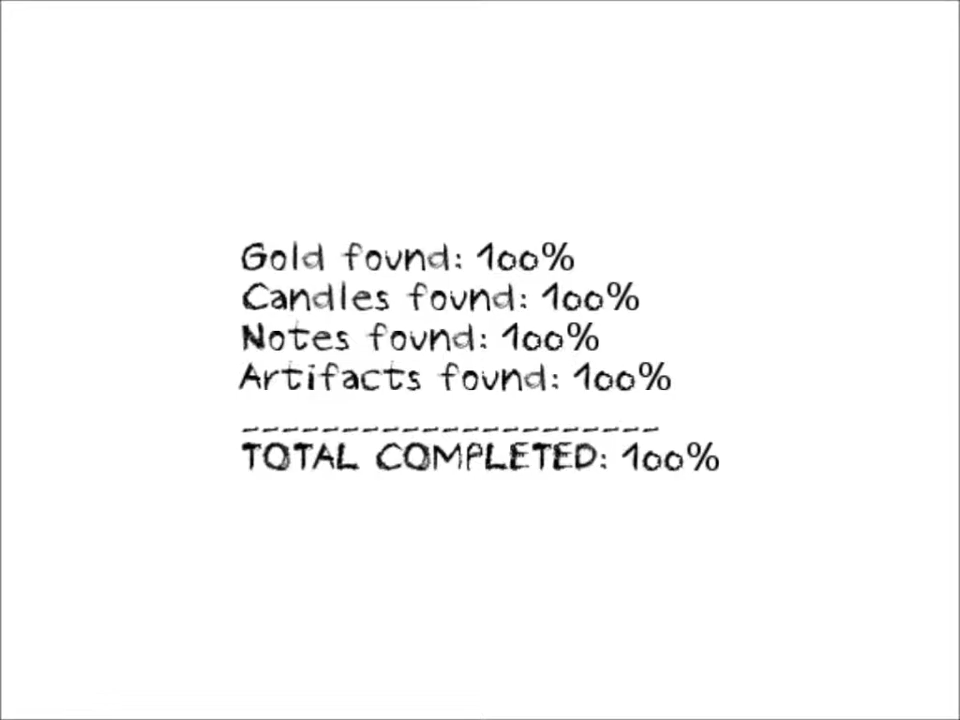 Gold found: 100%
Candles found: 100%
Notes found: 100%
Artifacts found: 100%
_____________________
TOTAL COMPLETED: 100%